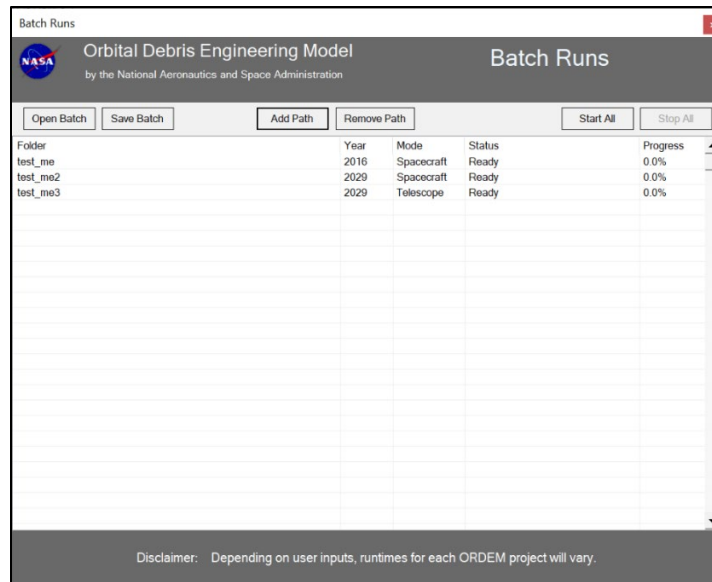 Batch Runs
NASA
Orbital Debris Engineering Model
by the National Aeronautics and Space Administration
Batch Runs
Open Batch Save Batch Add Path Remove Path Start All Stop All
Folder Year Mode Status Progress
test_me 2016 Spacecraft Ready 0.0%
test_me2 2029 Spacecraft Ready 0.0%
test_me3 2029 Telescope Ready 0.0%
Disclaimer: Depending on user inputs, runtimes for each ORDEM project will vary.